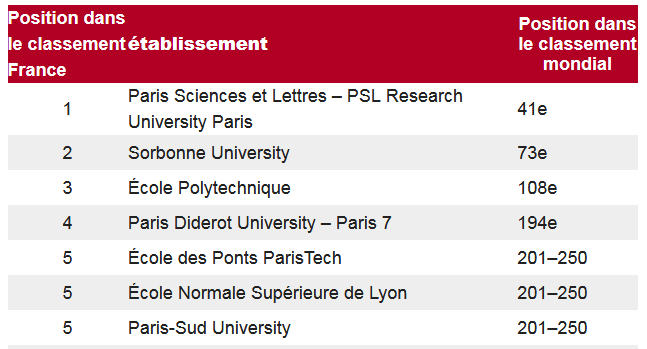 Position dans
le classement
France
établissement
Position dans
le classement
mondial
1 Paris Sciences et Lettres – PSL Research
University Paris
41e
2 Sorbonne University 73e
3 École Polytechnique 108e
4 Paris Diderot University – Paris 7 194e
5 École des Ponts ParisTech 201–250
5 École Normale Supérieure de Lyon 201–250
5 Paris-Sud University 201–250